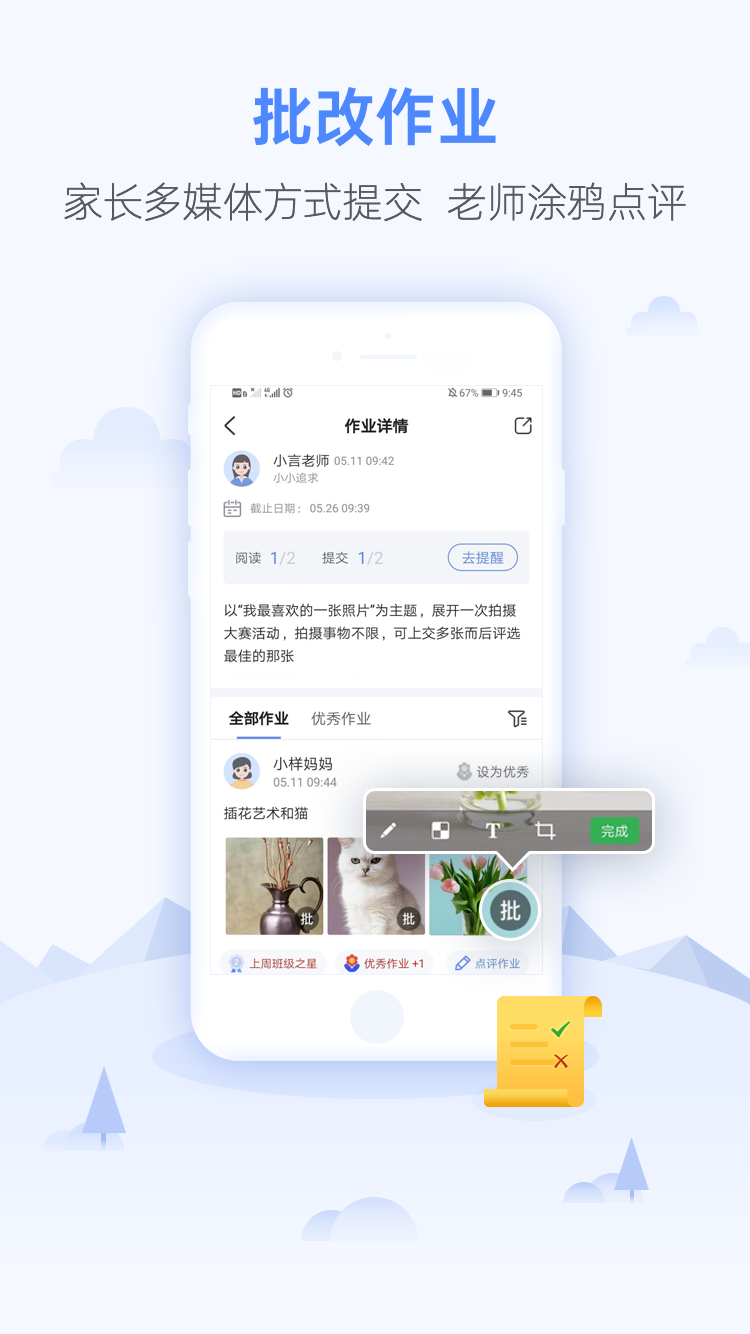 批改作业
家长多媒体方式提交 老师涂鸦点评
67% 9:45
作业详情
小言老师 05.11 09:42
小小追求
截止日期： 05.26 09:39
阅读 1/2 提交 1/2 去提醒
以“我最喜欢的一张照片”为主题，展开一次拍摄
大赛活动，拍摄事物不限，可上交多张而后评选
最佳的那张
全部作业 优秀作业
小样妈妈
05.11 09:44
设为优秀
插花艺术和猫
T 完成
批 批 批
上周班级之星 优秀作业 +1 点评作业